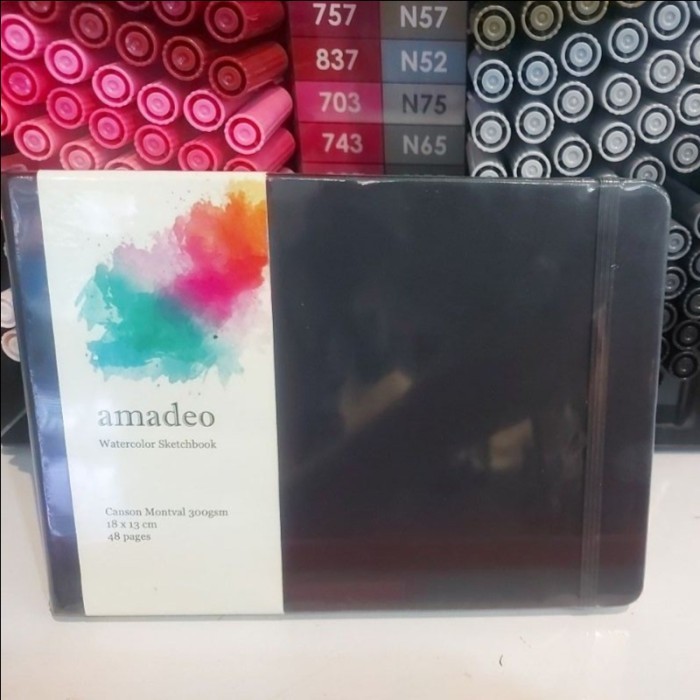 757 N57
837 N52
703 N75
743 N65
amadeo
Watercolor Sketchbook
Canson Montval 300gsm
18 x 13 cm
48 pages